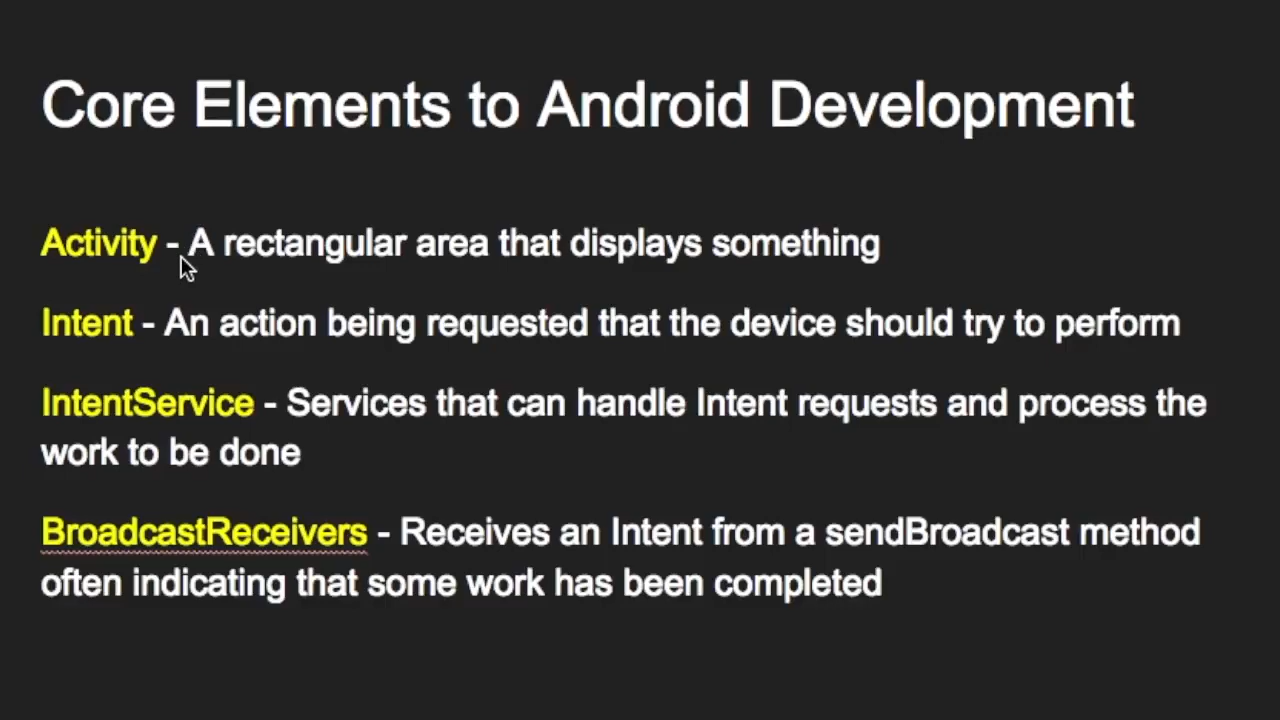 Core Elements to Android Development
Activity - A rectangular area that displays something
Intent - An action being requested that the device should try to perform
IntentService - Services that can handle Intent requests and process the
work to be done
BroadcastReceivers - Receives an Intent from a sendBroadcast method
often indicating that some work has been completed